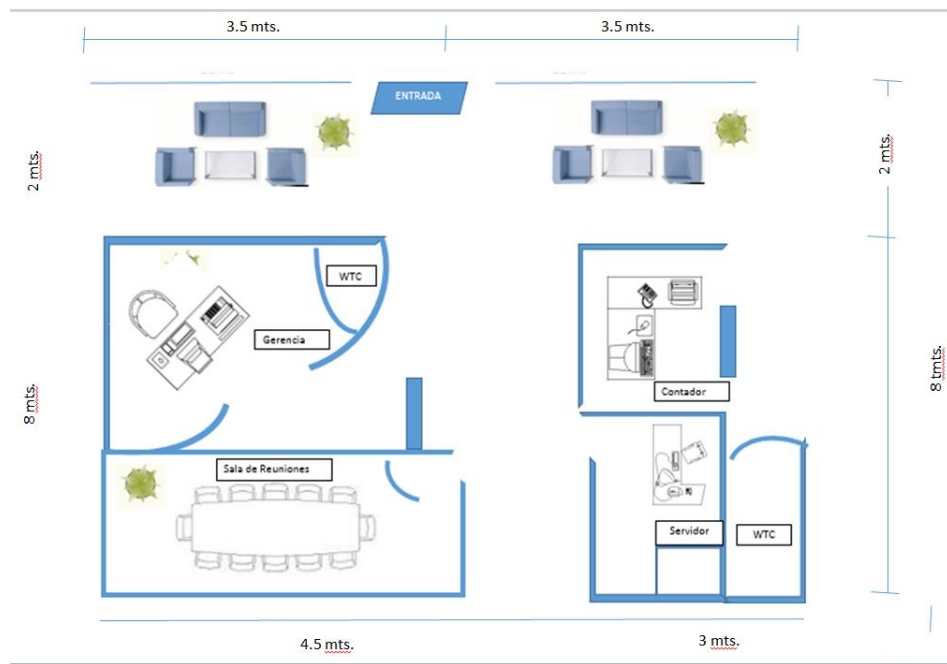 3.5 mts.
3.5 mts.
ENTRADA
2 mts.
2 mts.
WTC
Gerencia
Contador
8 mts.
8 tmts.
Sala de Reuniones
Servidor
WTC
4.5 mts.
3 mts.